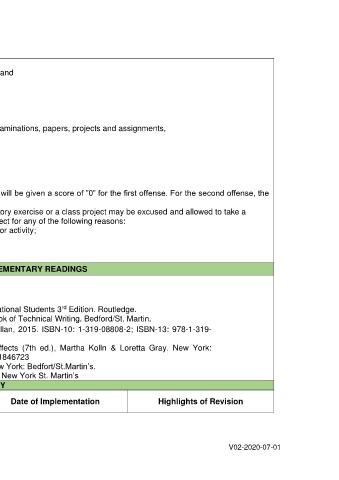 and
aminations, papers, projects and assignments,
will be given a score of "0" for the first offense. For the second offense, the
ory exercise or a class project may be excused and allowed to take a
ect for any of the following reasons:
or activity;
EMENTARY READINGS
ational Students 3rd Edition. Routledge.
ok of Technical Writing, Bedford/St. Martin.
llan, 2015. ISBN-10: 1-319-08808-2; ISBN-13: 978-1-319-
ffects (7th ed.), Martha Kolln & Loretta Gray. New York:
1846723
w York: Bedfort/St.Martin's.
New York St. Martin's
Y
Date of Implementation Highlights of Revision
V02-2020-07-01